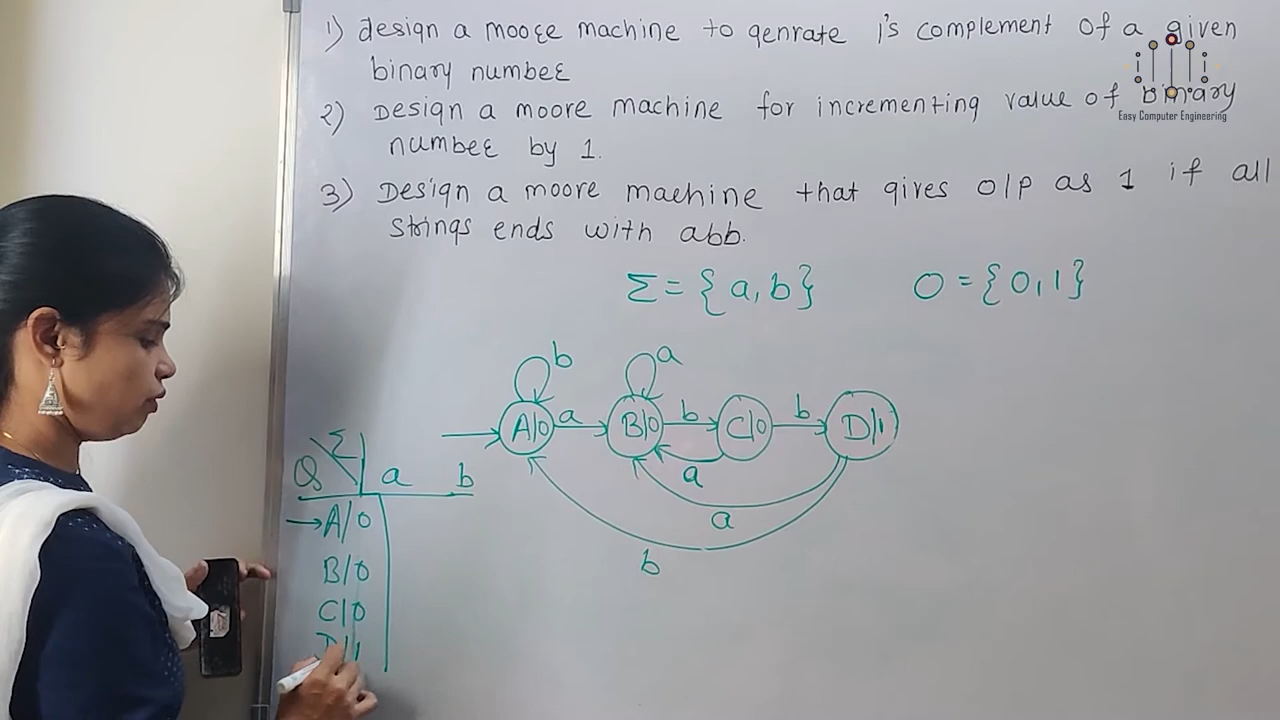 1) Design a moore machine to genrate 1's complement of a given
binary number
2) Design a moore machine for incrementing value of binary
number by 1.
3) Design a moore machine that gives O/P as 1 if all
strings ends with abb.
Easy Computer Engineering
Σ = {a, b} O = {0, 1}
b a
A/0 a B/0 b C/0 b D/1
a
a
b
Q Σ a b
→ A/0
B/0
C/0
D/1